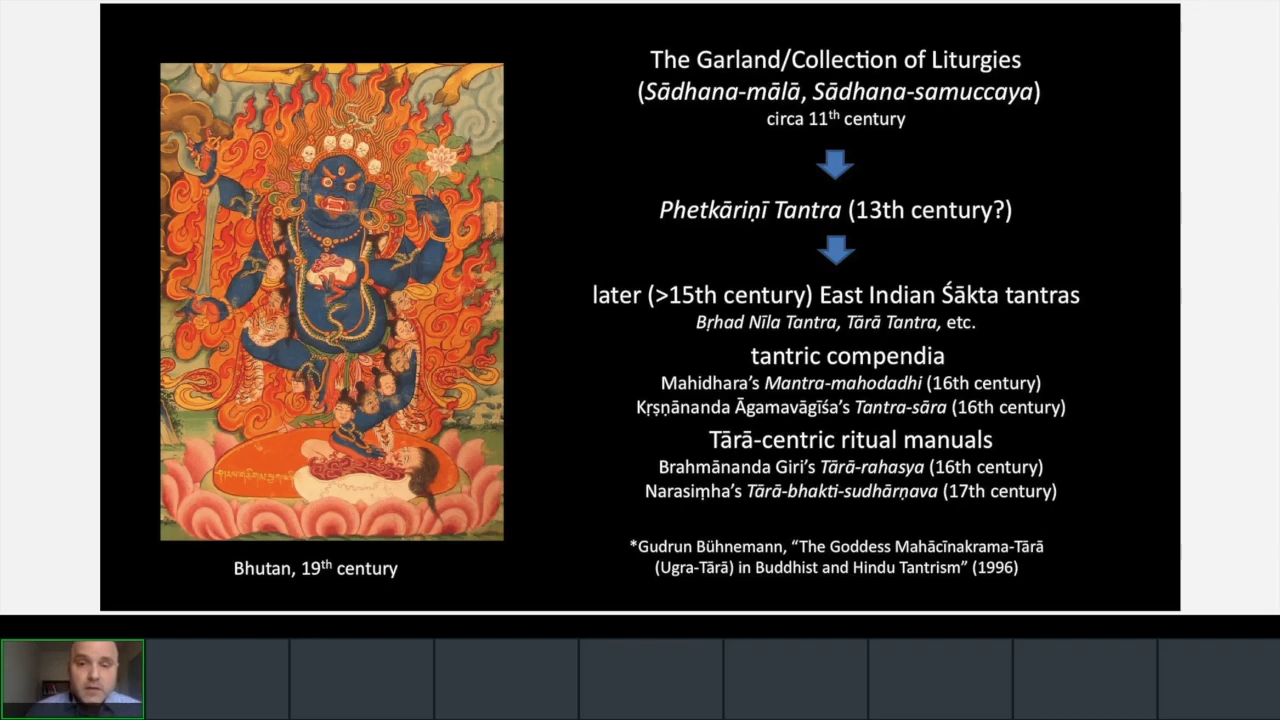 The Garland/Collection of Liturgies
(Sādhana-mālā, Sādhana-samuccaya)
circa 11th century
Phetkāriṇī Tantra (13th century?)
later (>15th century) East Indian Śākta tantras
Bṛhad Nīla Tantra, Tārā Tantra, etc.
tantric compendia
Mahidhara’s Mantra-mahodadhi (16th century)
Kṛṣṇānanda Āgamavāgīśa’s Tantra-sāra (16th century)
Tārā-centric ritual manuals
Brahmānanda Giri’s Tārā-rahasya (16th century)
Narasiṃha’s Tārā-bhakti-sudhārṇava (17th century)
*Gudrun Bühnemann, “The Goddess Mahācīnakrama-Tārā
(Ugra-Tārā) in Buddhist and Hindu Tantrism” (1996)
Bhutan, 19th century